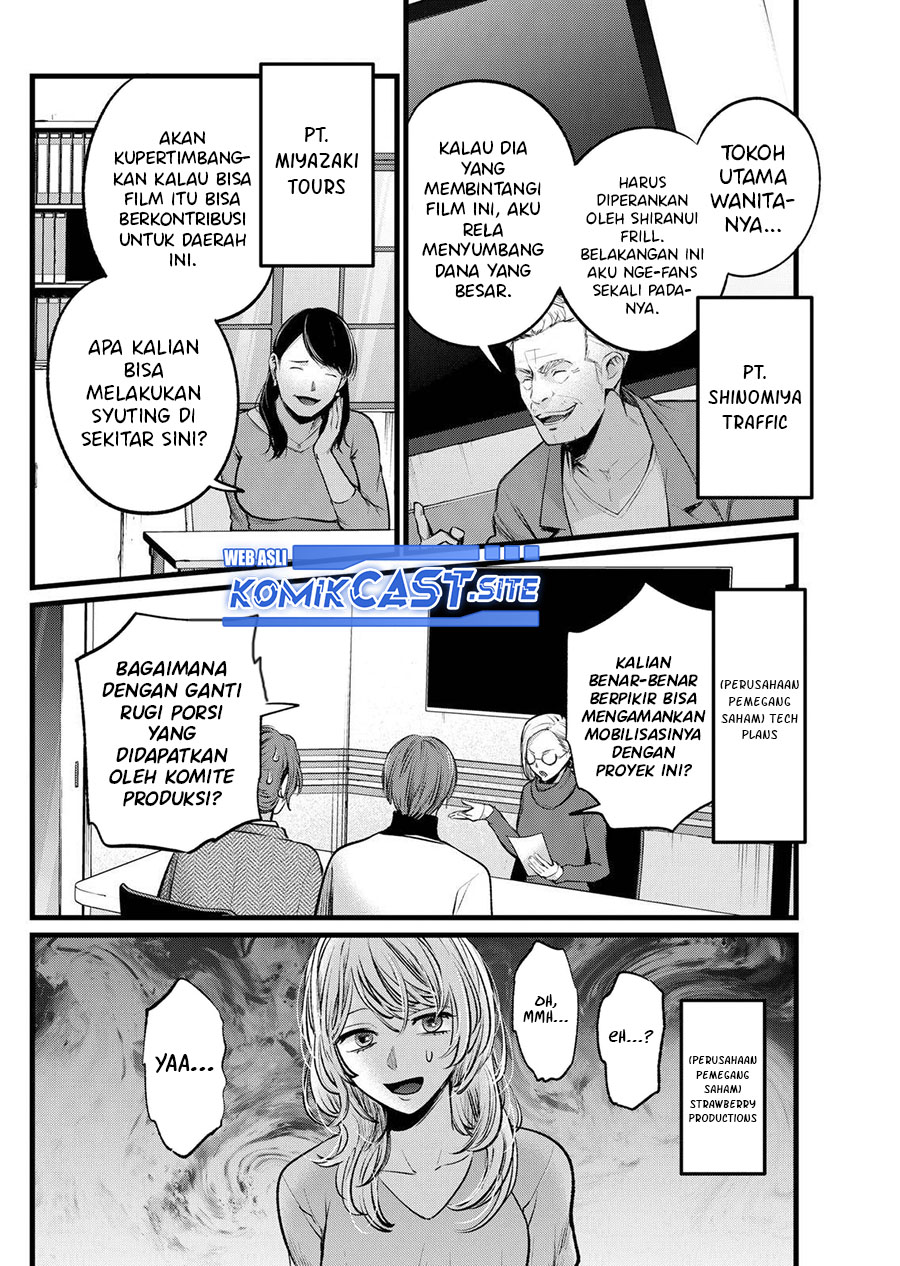 TOKOH
UTAMA
WANITA-
NYA...
HARUS
DIPERANKAN
OLEH SHIRANUI
FRILL.
BELAKANGAN INI
AKU NGE-FANS
SEKALI PADA-
NYA.
KALAU DIA
YANG
MEMBINTANGI
FILM INI, AKU
RELA
MENYUMBANG
DANA YANG
BESAR.
PT.
SHINOMIYA
TRAFFIC
PT.
MIYAZAKI
TOURS
AKAN
KUPERTIMBANG-
KAN KALAU BISA
FILM ITU BISA
BERKONTRIBUSI
UNTUK DAERAH
INI.
APA KALIAN
BISA
MELAKUKAN
SYUTING DI
SEKITAR SINI?
WEB ASLI
KOMIKCAST.SITE
(PERUSAHAAN
PEMEGANG
SAHAM) TECH
PLANS
KALIAN
BENAR-BENAR
BERPIKIR BISA
MENGAMANKAN
MOBILISASINYA
DENGAN
PROYEK INI?
BAGAIMANA
DENGAN GANTI
RUGI PORSI
YANG
DIDAPATKAN
OLEH KOMITE
PRODUKSI?
(PERUSAHAAN
PEMEGANG
SAHAM)
STRAWBERRY
PRODUCTIONS
EH...?
OH,
MMH...
YAA...